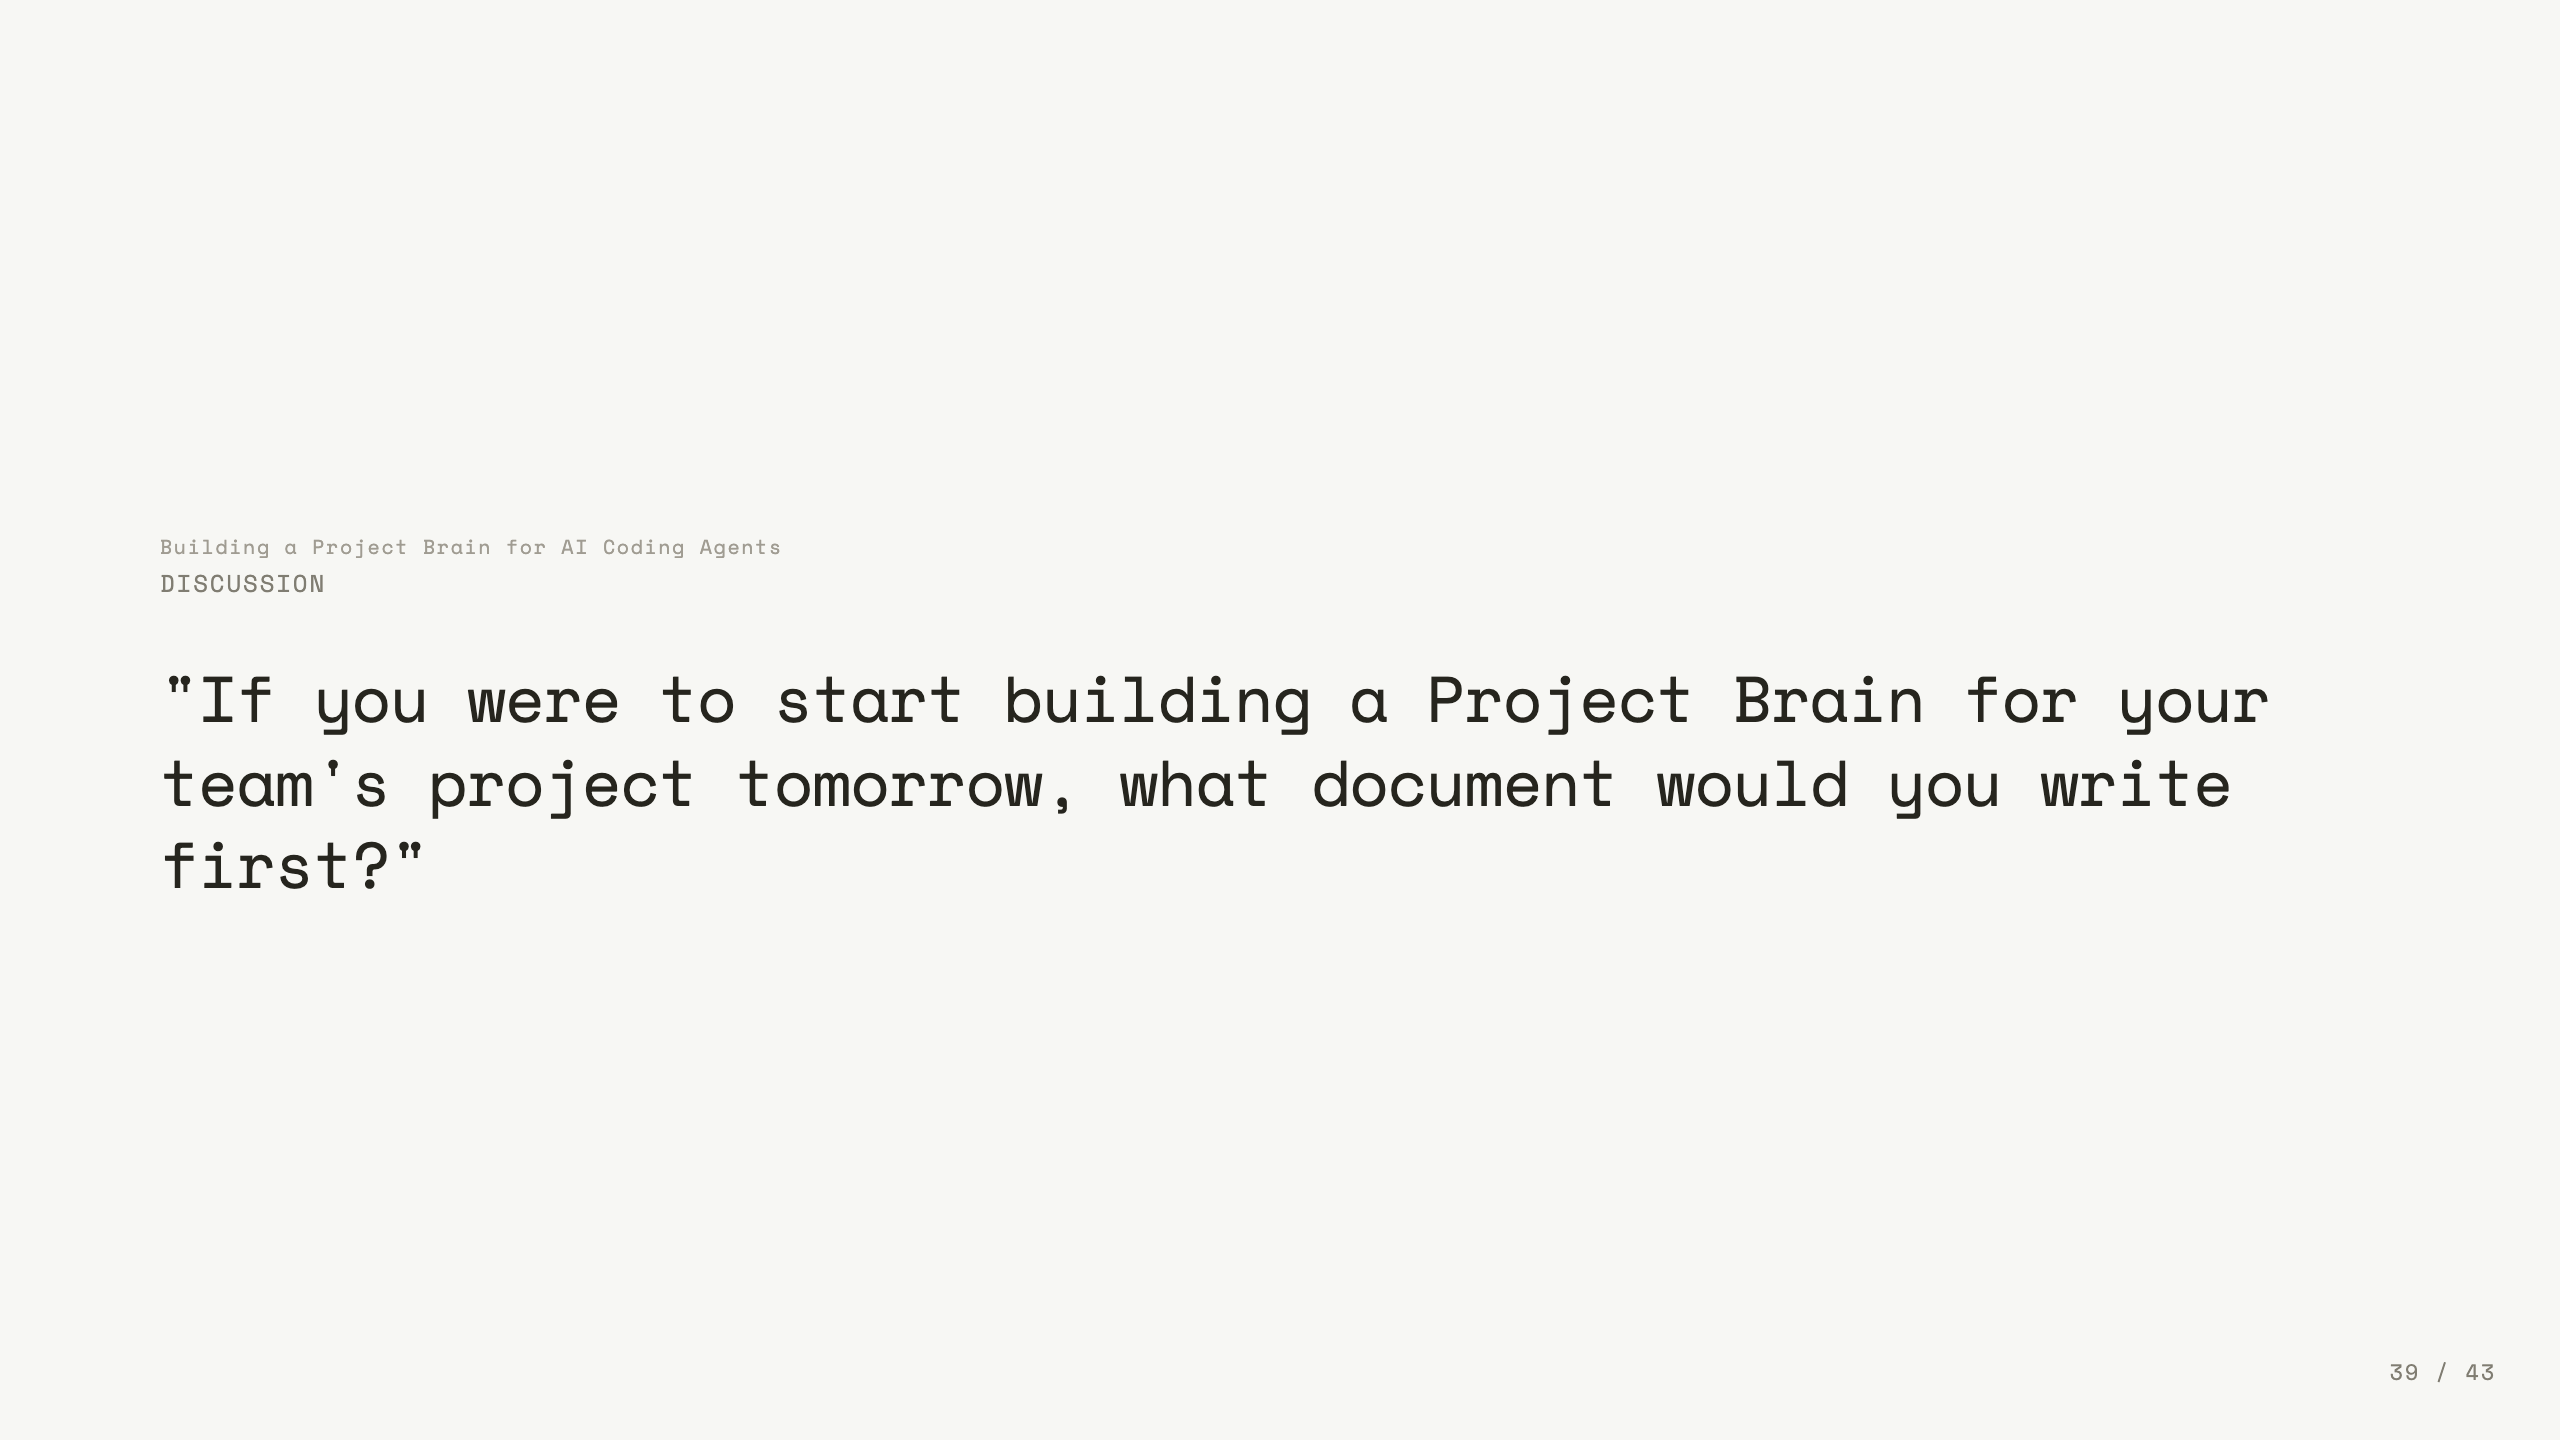 Building a Project Brain for AI Coding Agents
DISCUSSION
"If you were to start building a Project Brain for your
team's project tomorrow, what document would you write
first?"
39 / 43